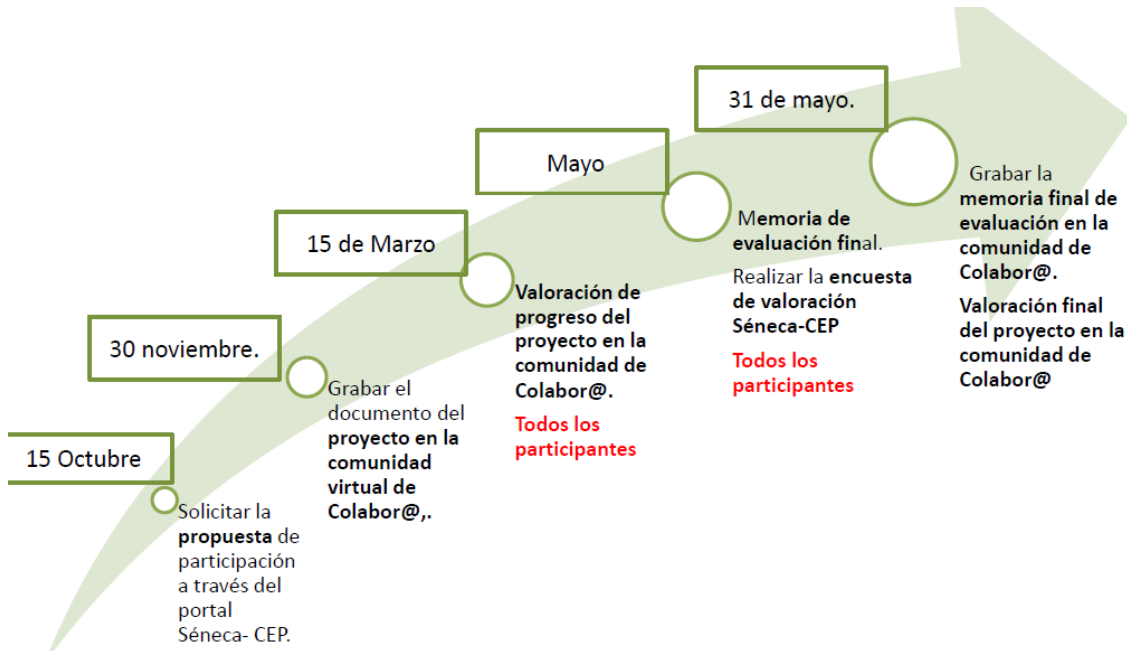 15 Octubre
Solicitar la
propuesta de
participación
a través del
portal
Séneca- CEP.
30 noviembre.
Grabar el
documento del
proyecto en la
comunidad
virtual de
Colabor@,.
15 de Marzo
Valoración de
progreso del
proyecto en la
comunidad de
Colabor@.
Todos los
participantes
Mayo
Memoria de
evaluación final.
Realizar la encuesta
de valoración
Séneca-CEP
Todos los
participantes
31 de mayo.
Grabar la
memoria final de
evaluación en la
comunidad de
Colabor@.
Valoración final
del proyecto en la
comunidad de
Colabor@